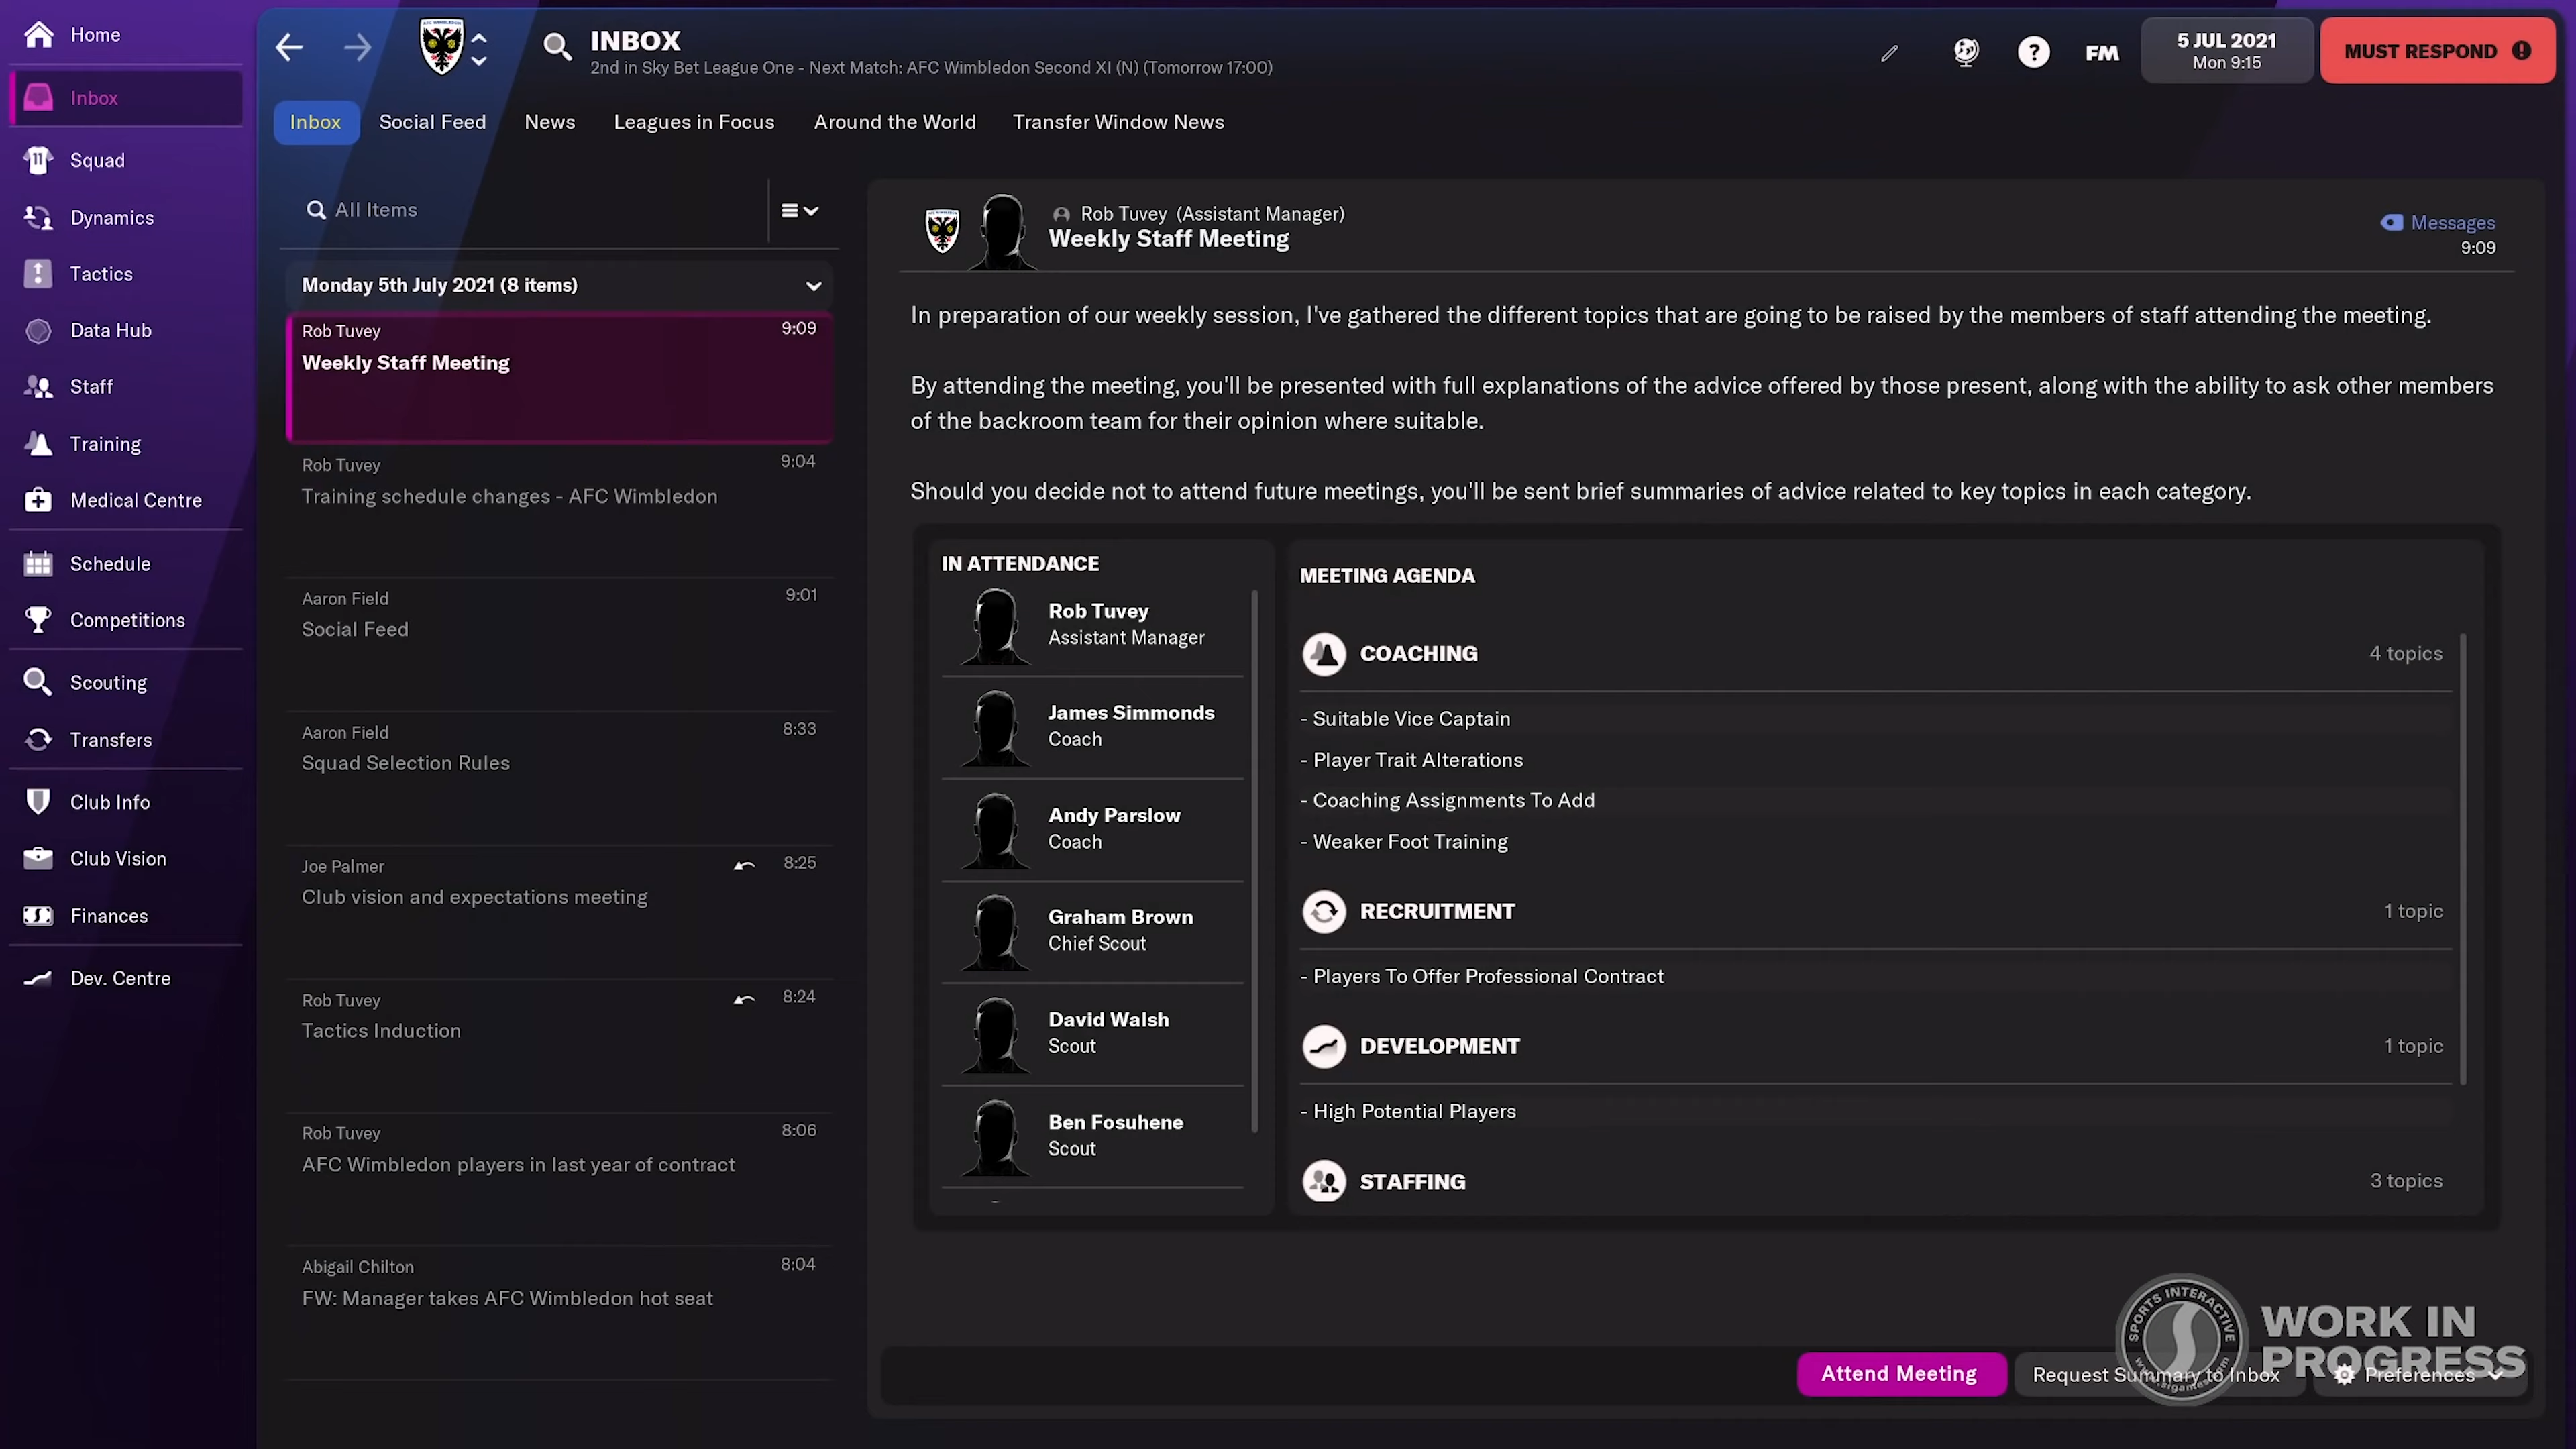 Home
Inbox
Squad
Dynamics
Tactics
Data Hub
Staff
Training
Medical Centre
Schedule
Competitions
Scouting
Transfers
Club Info
Club Vision
Finances
Dev. Centre
INBOX
2nd in Sky Bet League One - Next Match: AFC Wimbledon Second XI (N) (Tomorrow 17:00)
FM
5 JUL 2021
Mon 9:15
MUST RESPOND
Inbox
Social Feed
News
Leagues in Focus
Around the World
Transfer Window News
All Items
Monday 5th July 2021 (8 items)
Rob Tuvey 9:09
Weekly Staff Meeting
Rob Tuvey 9:04
Training schedule changes - AFC Wimbledon
Aaron Field 9:01
Social Feed
Aaron Field 8:33
Squad Selection Rules
Joe Palmer 8:25
Club vision and expectations meeting
Rob Tuvey 8:24
Tactics Induction
Rob Tuvey 8:06
AFC Wimbledon players in last year of contract
Abigail Chilton 8:04
FW: Manager takes AFC Wimbledon hot seat
Rob Tuvey (Assistant Manager)
Weekly Staff Meeting
Messages
9:09
In preparation of our weekly session, I've gathered the different topics that are going to be raised by the members of staff attending the meeting.
By attending the meeting, you'll be presented with full explanations of the advice offered by those present, along with the ability to ask other members
of the backroom team for their opinion where suitable.
Should you decide not to attend future meetings, you'll be sent brief summaries of advice related to key topics in each category.
IN ATTENDANCE
Rob Tuvey
Assistant Manager
James Simmonds
Coach
Andy Parslow
Coach
Graham Brown
Chief Scout
David Walsh
Scout
Ben Fosuhene
Scout
MEETING AGENDA
COACHING 4 topics
- Suitable Vice Captain
- Player Trait Alterations
- Coaching Assignments To Add
- Weaker Foot Training
RECRUITMENT 1 topic
- Players To Offer Professional Contract
DEVELOPMENT 1 topic
- High Potential Players
STAFFING 3 topics
Attend Meeting
Request Summary to Inbox
Preferences
SPORTS INTERACTIVE
www.sigames.com
WORK IN
PROGRESS
11